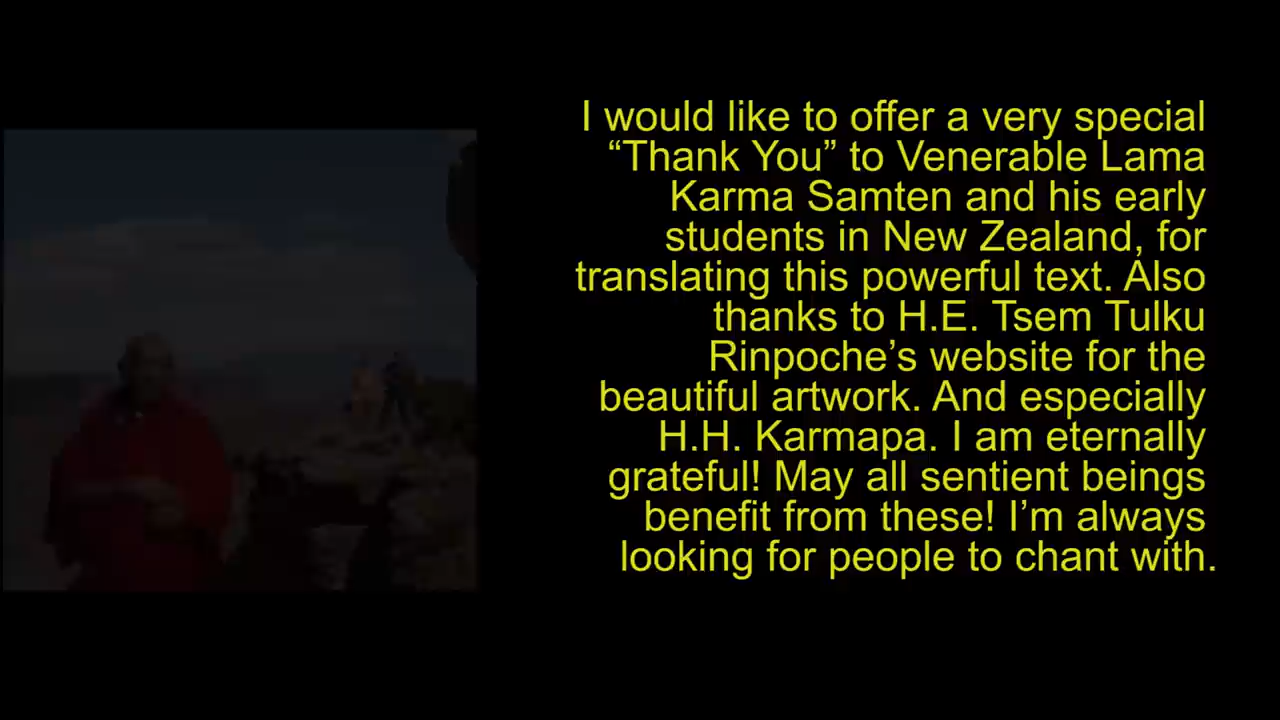 I would like to offer a very special
“Thank You” to Venerable Lama
Karma Samten and his early
students in New Zealand, for
translating this powerful text. Also
thanks to H.E. Tsem Tulku
Rinpoche’s website for the
beautiful artwork. And especially
H.H. Karmapa. I am eternally
grateful! May all sentient beings
benefit from these! I’m always
looking for people to chant with.